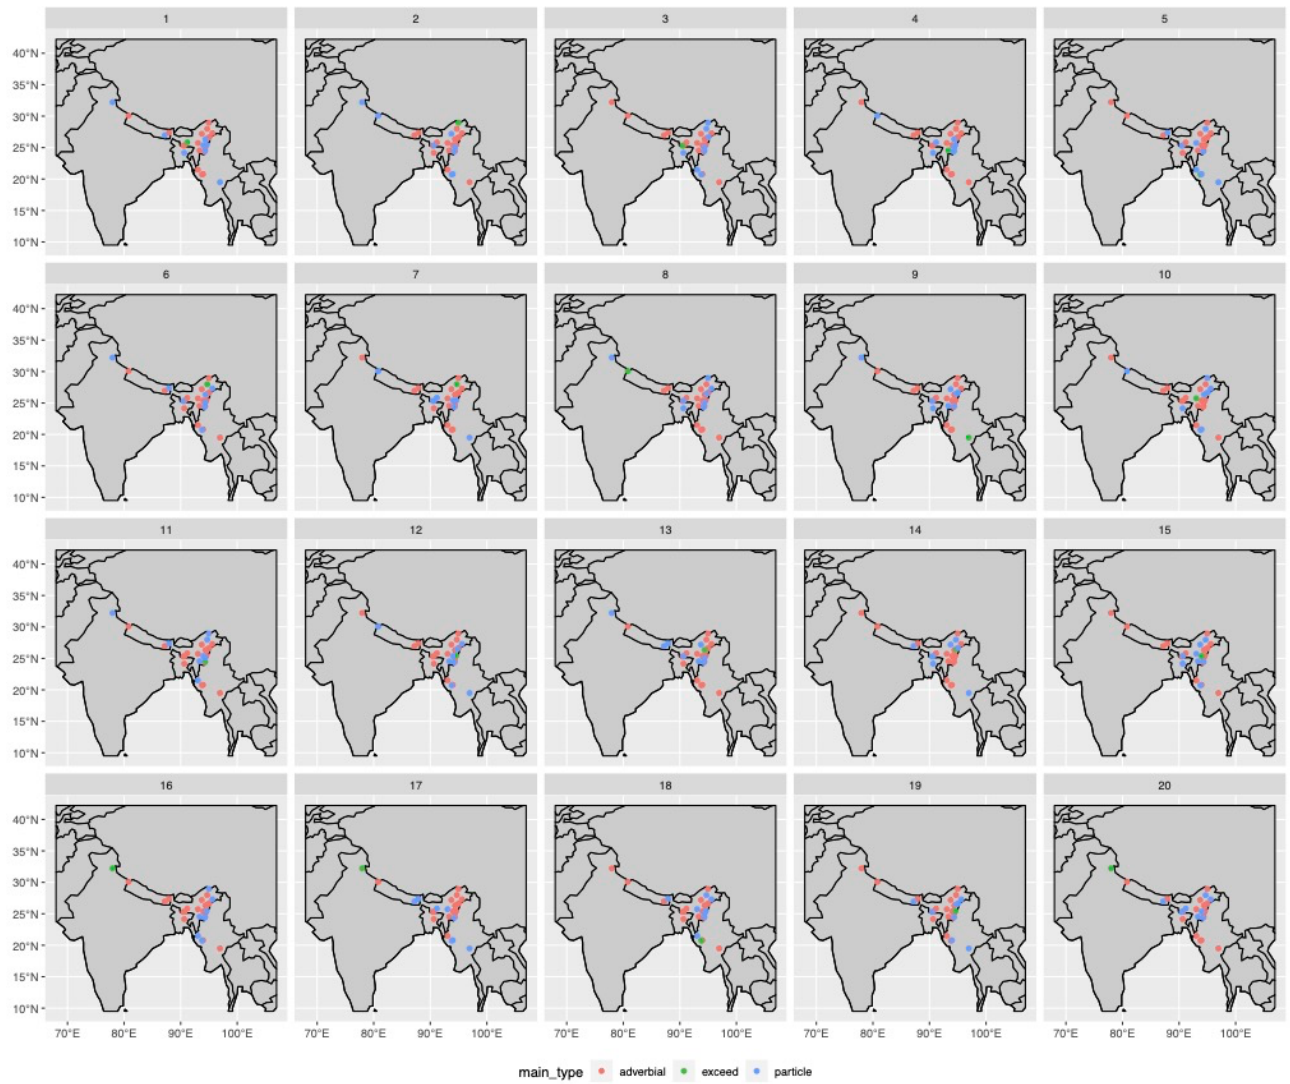 1 2 3 4 5
40°N
35°N
30°N
25°N
20°N
15°N
10°N
6 7 8 9 10
40°N
35°N
30°N
25°N
20°N
15°N
10°N
11 12 13 14 15
40°N
35°N
30°N
25°N
20°N
15°N
10°N
16 17 18 19 20
40°N
35°N
30°N
25°N
20°N
15°N
10°N
70°E 80°E 90°E 100°E 70°E 80°E 90°E 100°E 70°E 80°E 90°E 100°E 70°E 80°E 90°E 100°E 70°E 80°E 90°E 100°E
main_type adverbial exceed particle